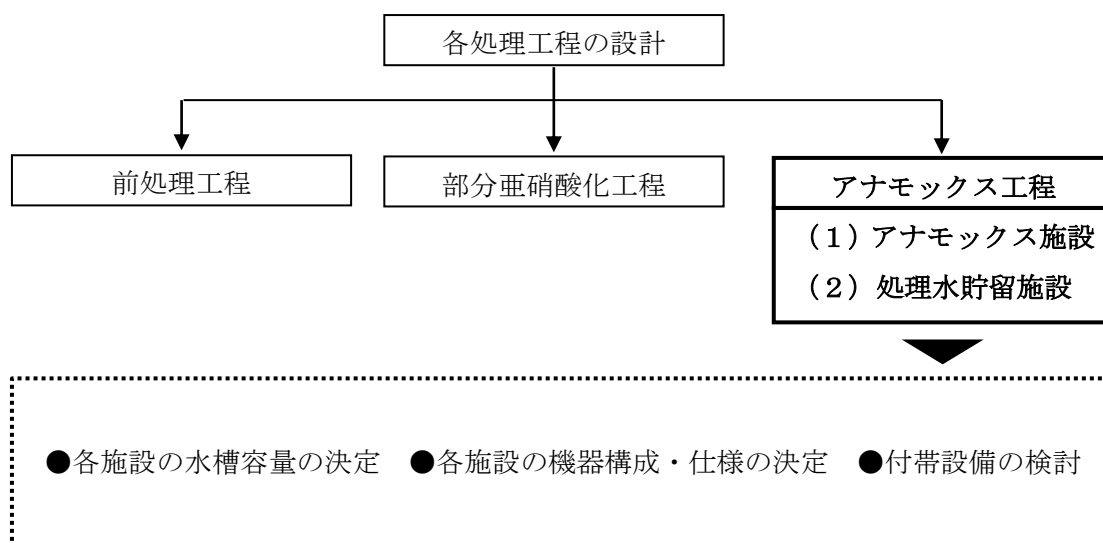 各処理工程の設計
前処理工程
部分亜硝酸化工程
アナモックス工程
（１）アナモックス施設
（２）処理水貯留施設
●各施設の水槽容量の決定　●各施設の機器構成・仕様の決定　●付帯設備の検討